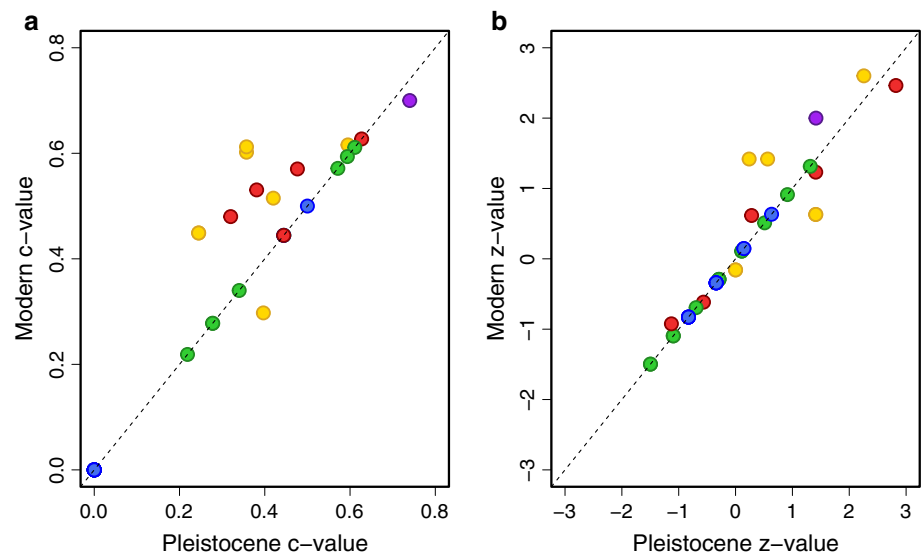 a
Modern c−value
0.8
0.6
0.4
0.2
0.0
0.0 0.2 0.4 0.6 0.8
Pleistocene c−value
b
Modern z−value
3
2
1
0
−1
−2
−3
−3 −2 −1 0 1 2 3
Pleistocene z−value